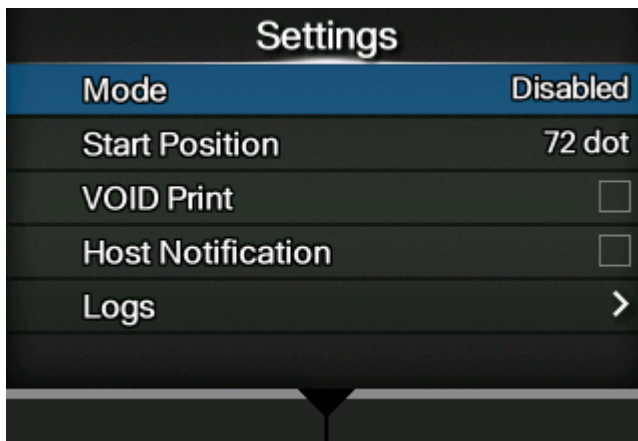 Settings
Mode Disabled
Start Position 72 dot
VOID Print
Host Notification
Logs